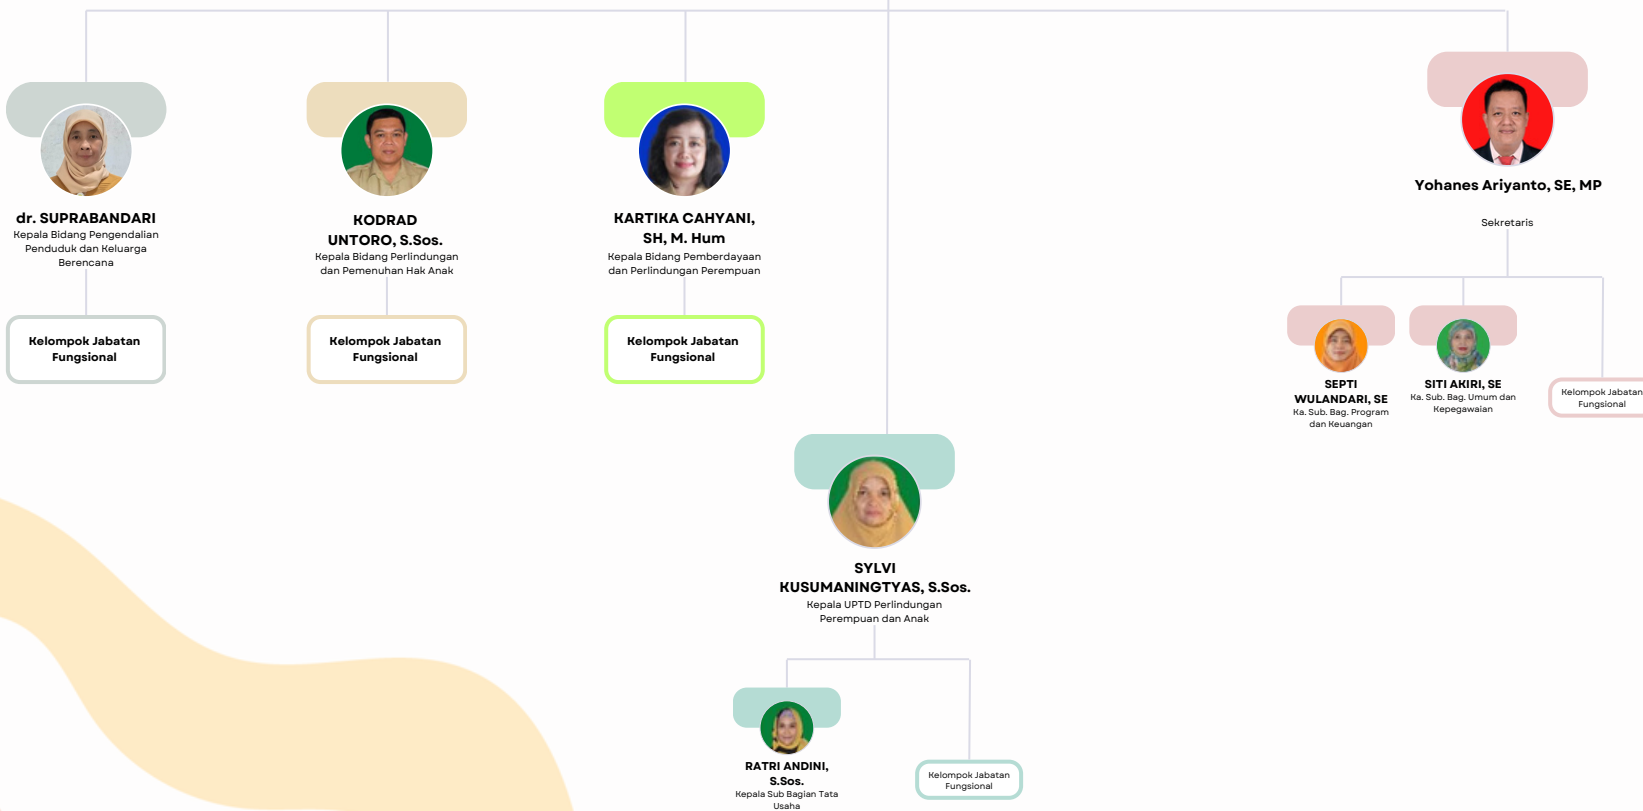 dr. SUPRABANDARI
Kepala Bidang Pengendalian
Penduduk dan Keluarga
Berencana
Kelompok Jabatan
Fungsional
KODRAD
UNTORO, S.Sos.
Kepala Bidang Perlindungan
dan Pemenuhan Hak Anak
Kelompok Jabatan
Fungsional
KARTIKA CAHYANI,
SH, M. Hum
Kepala Bidang Pemberdayaan
dan Perlindungan Perempuan
Kelompok Jabatan
Fungsional
Yohanes Ariyanto, SE, MP
Sekretaris
SEPTI
WULANDARI, SE
Ka. Sub. Bag. Program
dan Keuangan
SITI AKIRI, SE
Ka. Sub. Bag. Umum dan
Kepegawaian
Kelompok Jabatan
Fungsional
SYLVI
KUSUMANINGTYAS, S.Sos.
Kepala UPTD Perlindungan
Perempuan dan Anak
RATRI ANDINI,
S.Sos.
Kepala Sub Bagian Tata
Usaha
Kelompok Jabatan
Fungsional